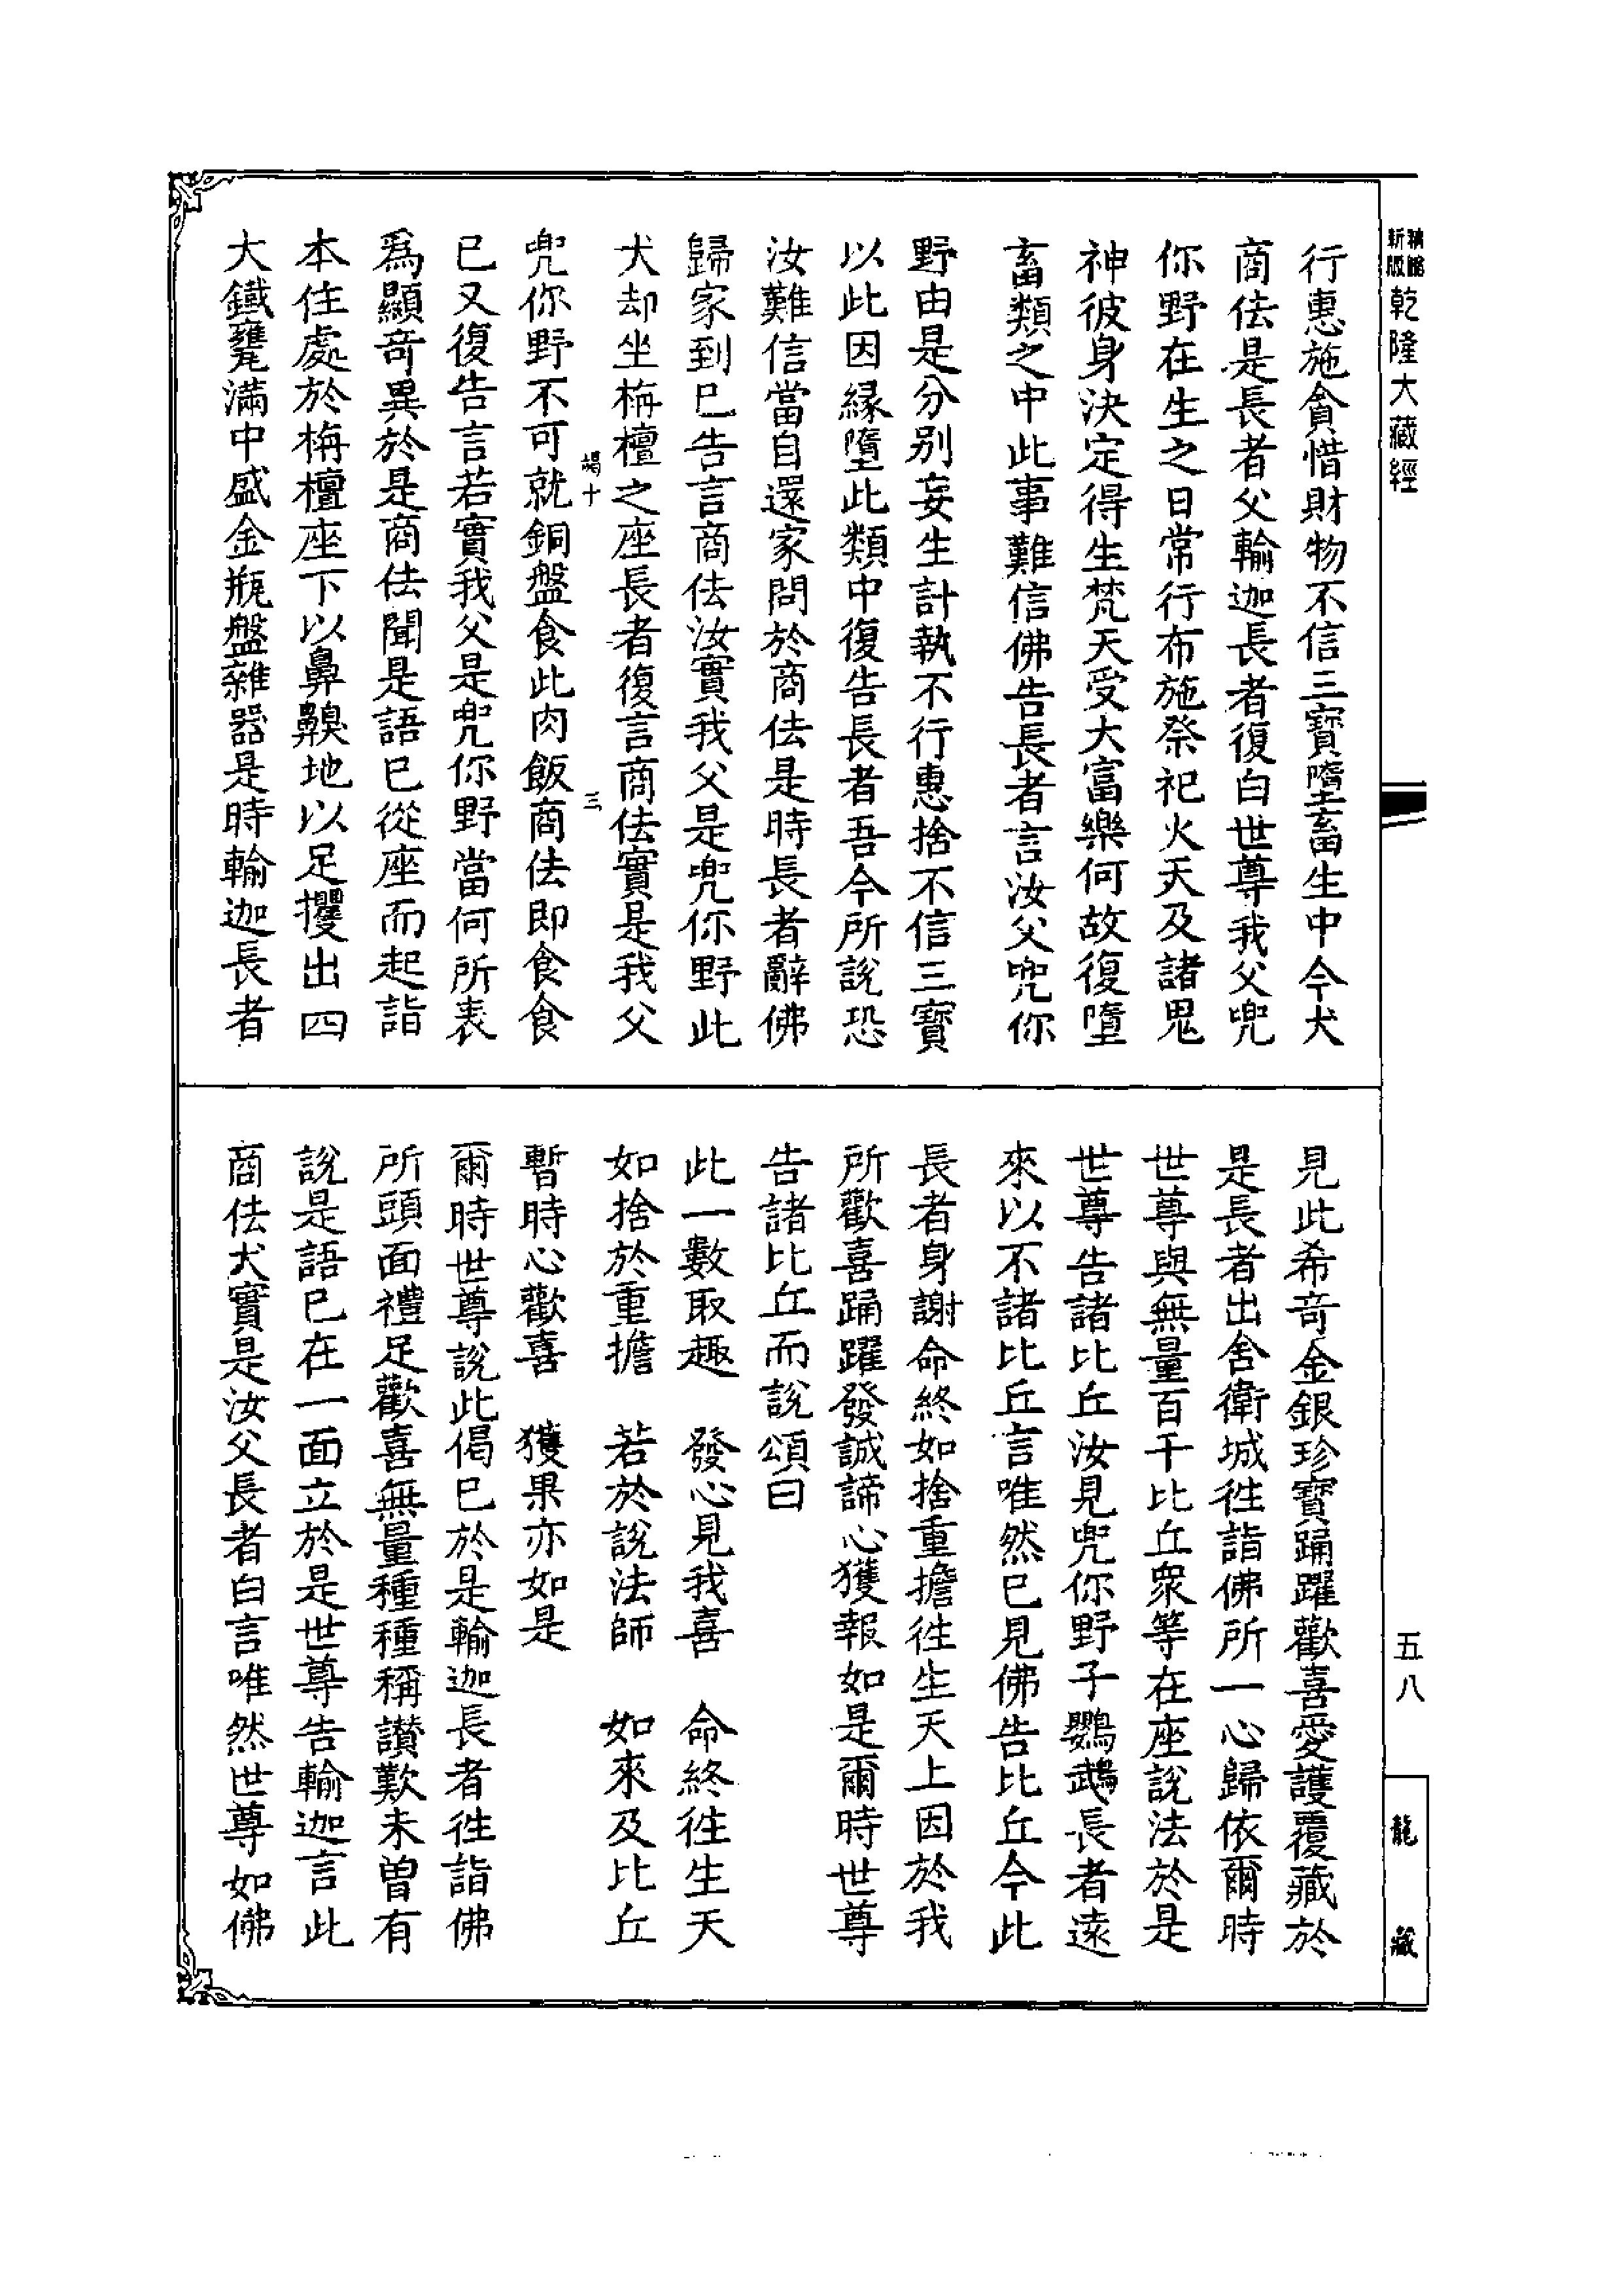 新版
乾隆大藏經
行惠施貪惜財物不信三寶墮畜生中今犬
商佉是長者父輸迦長者復白世尊我父兜
你野在生之日常行布施祭祀火天及諸鬼
神彼身決定得生梵天受大富樂何故復墮
畜類之中此事難信佛告長者言汝父兜你
野由是分別妄生計執不行惠捨不信三寶
以此因緣墮此類中復告長者吾今所說恐
汝難信當自還家問於商佉是時長者辭佛
歸家到已告言商佉汝實我父是兜你野此
犬却坐栴檀之座長者復言商佉實是我父
竭十 三
兜你野不可就銅盤食此肉飯商佉即食食
已又復告言若實我父是兜你野當何所表
爲顯竒異於是商佉聞是語已從座而起詣
本住處於栴檀座下以鼻齅地以足攫出四
大鐵甕滿中盛金瓶盤雜器是時輸迦長者
見此希竒金銀珍寶踊躍歡喜愛護覆藏於
是長者出舍衛城徃詣佛所一心歸依爾時
世尊與無量百千比丘衆等在座說法於是
世尊告諸比丘汝見兜你野子鸚鵡長者遠
來以不諸比丘言唯然已見佛告比丘今此
長者身謝命終如捨重擔徃生天上因於我
所歡喜踊躍發誠諦心獲報如是爾時世尊
告諸比丘而說頌曰
此一數取趣　發心見我喜　命終徃生天
如捨於重擔　若於說法師　如來及比丘
暫時心歡喜　獲果亦如是
爾時世尊說此偈已於是輸迦長者徃詣佛
所頭面禮足歡喜無量種種稱讃歎未曾有
說是語已在一面立於是世尊告輸迦言此
商佉犬實是汝父長者白言唯然世尊如佛
五八
龍藏